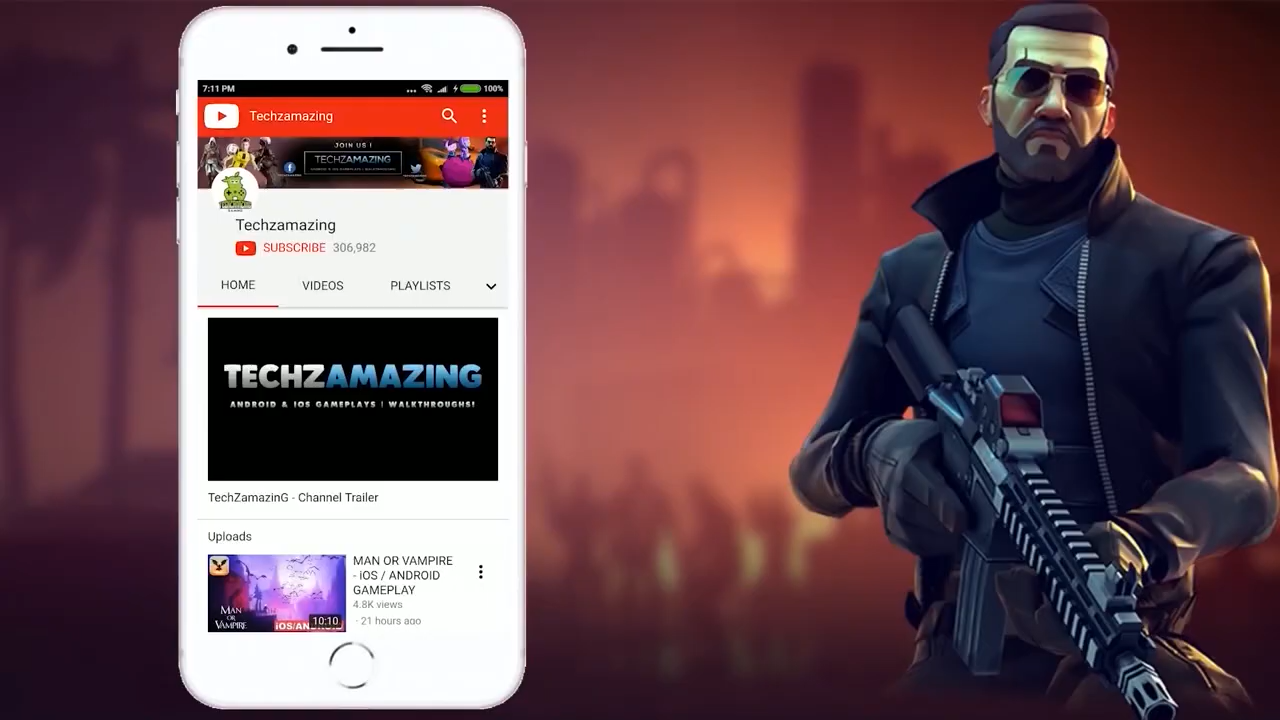 7:11 PM
100%
Techzamazing
JOIN US !
TECHZAMAZING
Techzamazing
SUBSCRIBE 306,982
HOME
VIDEOS
PLAYLISTS
TECHZAMAZING
ANDROID & IOS GAMEPLAYS | WALKTHROUGHS!
TechZamazinG - Channel Trailer
Uploads
MAN OR VAMPIRE
- iOS / ANDROID
GAMEPLAY
4.8K views
· 21 hours ago
MAN
OR
VAMPIRE
10:10